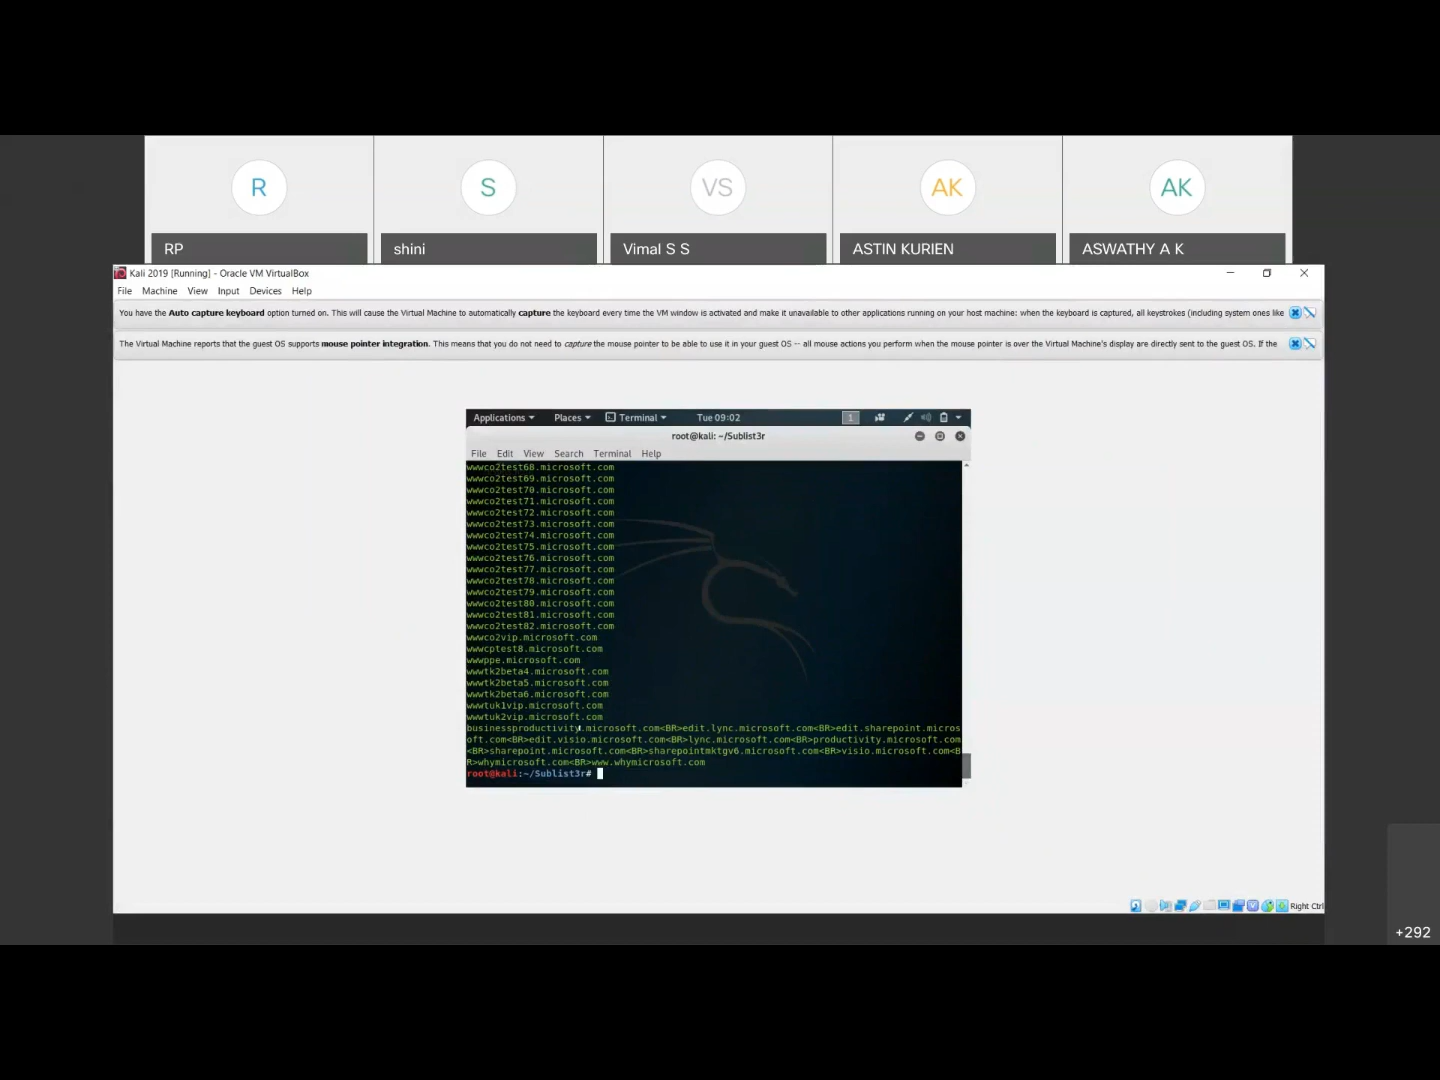 R
S
VS
AK
AK
RP
shini
Vimal S S
ASTIN KURIEN
ASWATHY A K
Kali 2019 [Running] - Oracle VM VirtualBox
File Machine View Input Devices Help
You have the Auto capture keyboard option turned on. This will cause the Virtual Machine to automatically capture the keyboard every time the VM window is activated and make it unavailable to other applications running on your host machine: when the keyboard is captured, all keystrokes (including system ones like
The Virtual Machine reports that the guest OS supports mouse pointer integration. This means that you do not need to capture the mouse pointer to be able to use it in your guest OS -- all mouse actions you perform when the mouse pointer is over the Virtual Machine's display are directly sent to the guest OS. If the
Applications Places Terminal Tue 09:02 1
root@kali: ~/Sublist3r
File Edit View Search Terminal Help
wwwco2test68.microsoft.com
wwwco2test69.microsoft.com
wwwco2test70.microsoft.com
wwwco2test71.microsoft.com
wwwco2test72.microsoft.com
wwwco2test73.microsoft.com
wwwco2test74.microsoft.com
wwwco2test75.microsoft.com
wwwco2test76.microsoft.com
wwwco2test77.microsoft.com
wwwco2test78.microsoft.com
wwwco2test79.microsoft.com
wwwco2test80.microsoft.com
wwwco2test81.microsoft.com
wwwco2test82.microsoft.com
wwwco2vip.microsoft.com
wwwcptest8.microsoft.com
wwwppe.microsoft.com
wwwtk2beta4.microsoft.com
wwwtk2beta5.microsoft.com
wwwtk2beta6.microsoft.com
wwwtuk1vip.microsoft.com
wwwtuk2vip.microsoft.com
businessproductivity.microsoft.com<BR>edit.lync.microsoft.com<BR>edit.sharepoint.micros
oft.com<BR>edit.visio.microsoft.com<BR>lync.microsoft.com<BR>productivity.microsoft.com
<BR>sharepoint.microsoft.com<BR>sharepointmktgv6.microsoft.com<BR>visio.microsoft.com<B
R>whymicrosoft.com<BR>www.whymicrosoft.com
root@kali:~/Sublist3r#
Right Ctrl
+292